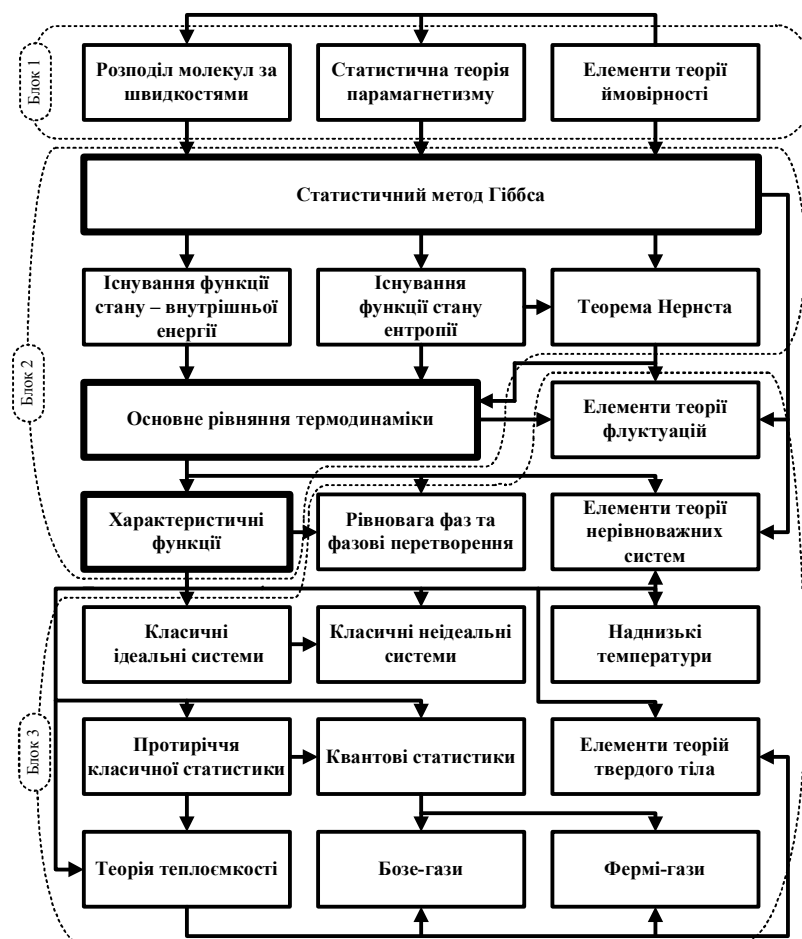 Блок 1
Розподіл молекул за
швидкостями
Статистична теорія
парамагнетизму
Елементи теорії
ймовірності
Блок 2
Статистичний метод Гіббса
Існування функції
стану – внутрішньої
енергії
Існування
функції стану
ентропії
Теорема Нернста
Основне рівняння термодинаміки
Елементи теорії
флуктуацій
Характеристичні
функції
Рівновага фаз та
фазові перетворення
Елементи теорії
нерівноважних
систем
Блок 3
Класичні
ідеальні системи
Класичні неідеальні
системи
Наднизькі
температури
Протиріччя
класичної статистики
Квантові статистики
Елементи теорій
твердого тіла
Теорія теплоємкості
Бозе-гази
Фермі-гази